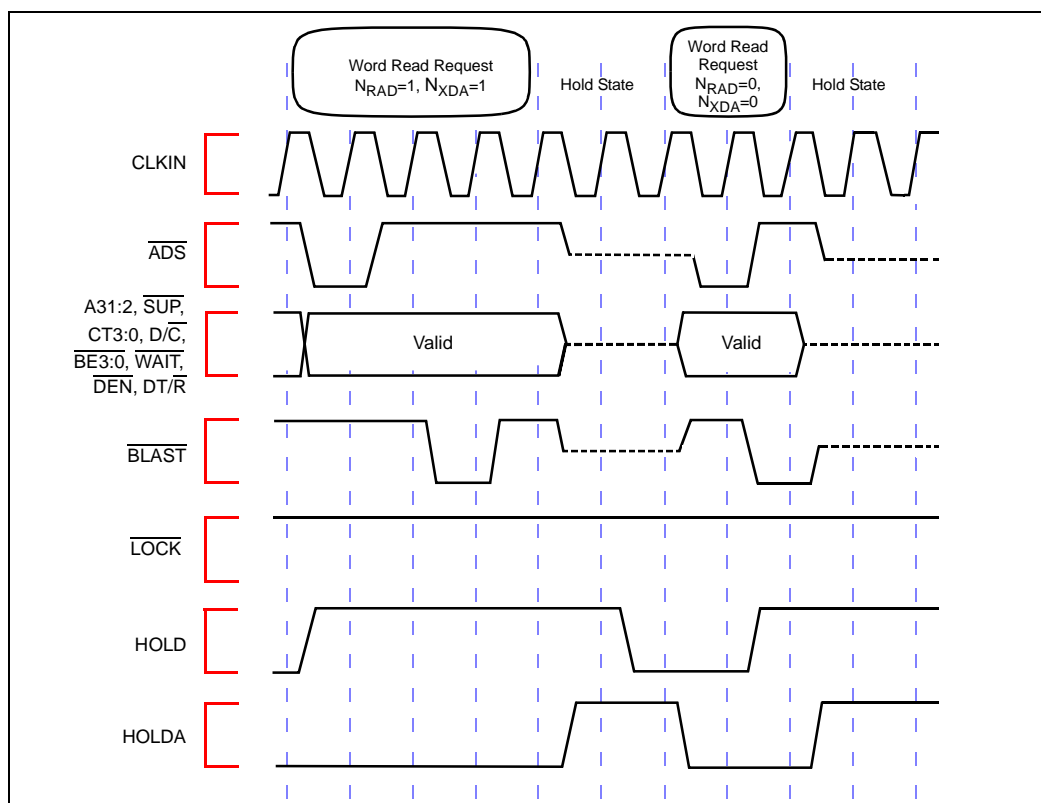 Word Read Request
NRAD=1, NXDA=1
Hold State
Word Read
Request
NRAD=0,
NXDA=0
Hold State
CLKIN
ADS
A31:2, SUP,
CT3:0, D/C,
BE3:0, WAIT,
DEN, DT/R
Valid
Valid
BLAST
LOCK
HOLD
HOLDA